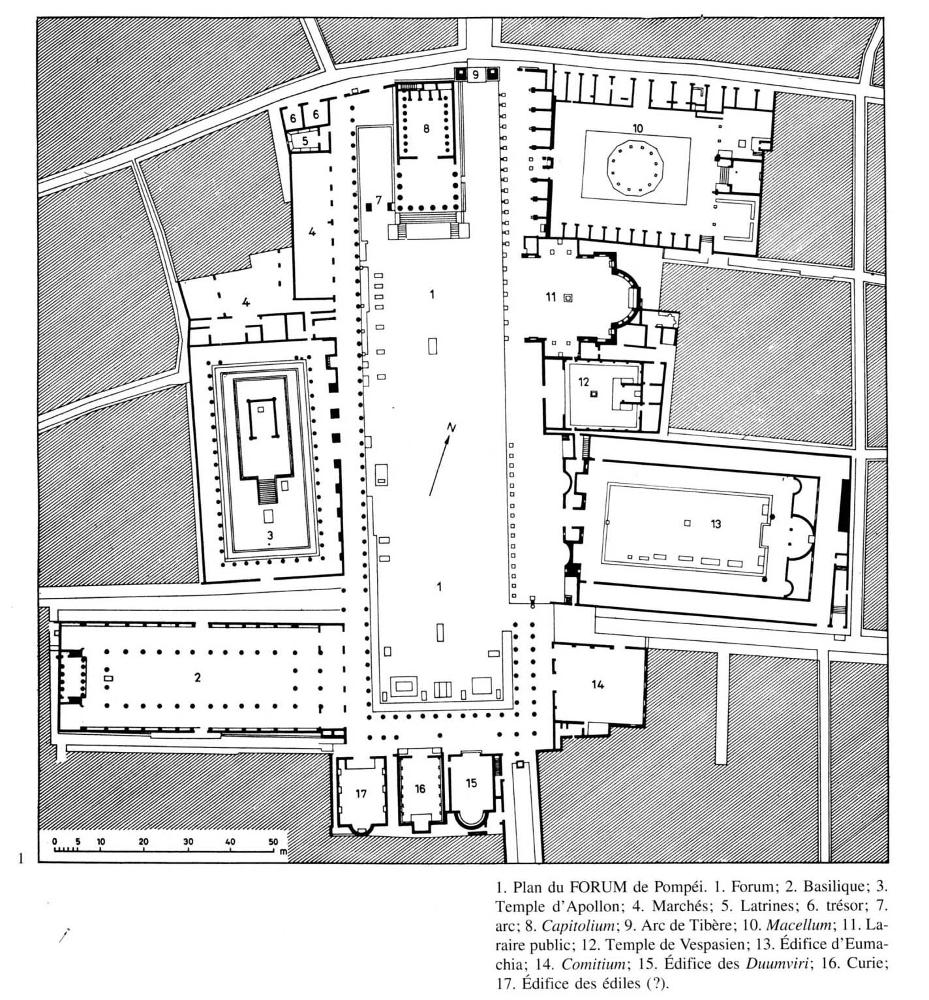 9
6 6
5
8
10
7
4
1
11
4
12
N
3
13
1
2
14
17
16
15
0 5 10 20 30 40 50 m
1
1. Plan du FORUM de Pompéi. 1. Forum; 2. Basilique; 3.
Temple d'Apollon; 4. Marchés; 5. Latrines; 6. trésor; 7.
arc; 8. Capitolium; 9. Arc de Tibère; 10. Macellum; 11. La-
raire public; 12. Temple de Vespasien; 13. Édifice d'Euma-
chia; 14. Comitium; 15. Édifice des Duumviri; 16. Curie;
17. Édifice des édiles (?).